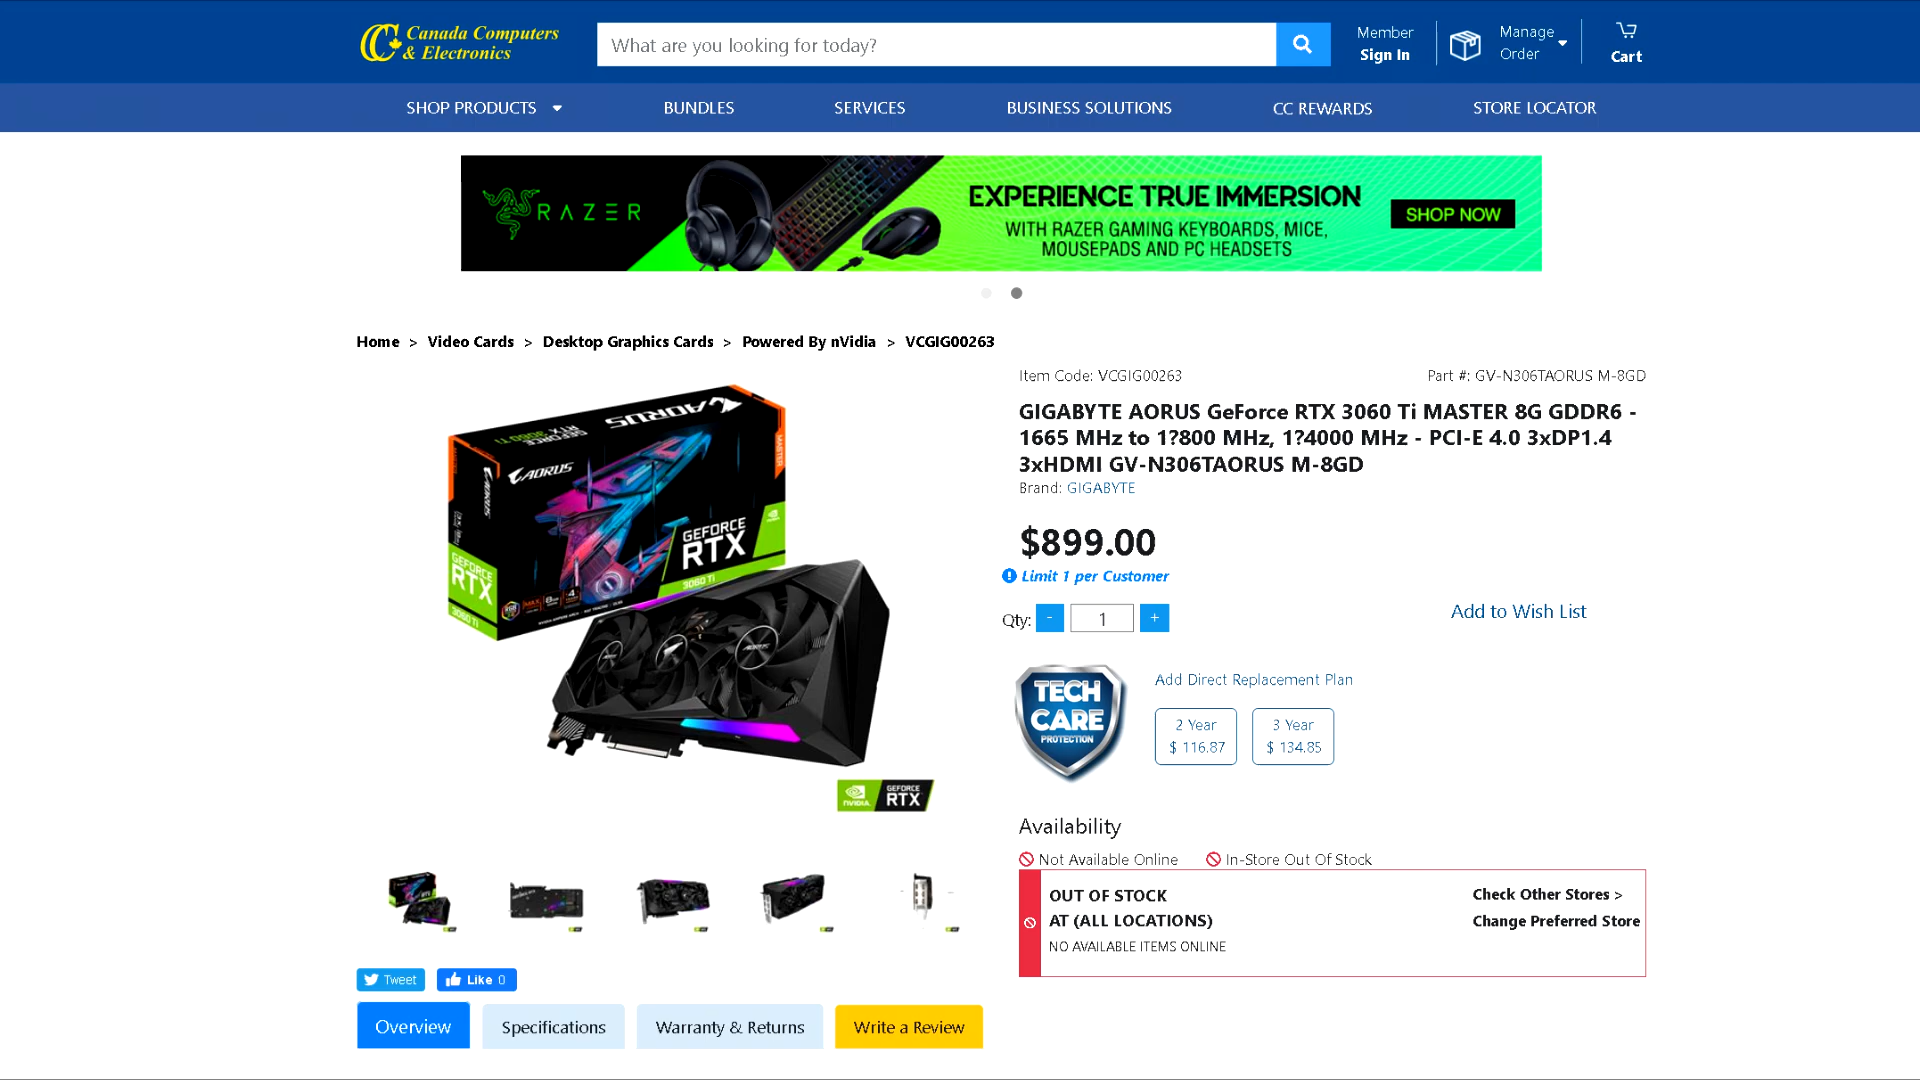 Canada Computers
& Electronics
What are you looking for today?
Member
Sign In
Manage
Order
Cart
SHOP PRODUCTS
BUNDLES
SERVICES
BUSINESS SOLUTIONS
CC REWARDS
STORE LOCATOR
RAZER
EXPERIENCE TRUE IMMERSION
WITH RAZER GAMING KEYBOARDS, MICE,
MOUSEPADS AND PC HEADSETS
SHOP NOW
Home > Video Cards > Desktop Graphics Cards > Powered By nVidia > VCGIG00263
Item Code: VCGIG00263
Part #: GV-N306TAORUS M-8GD
GIGABYTE AORUS GeForce RTX 3060 Ti MASTER 8G GDDR6 -
1665 MHz to 1?800 MHz, 1?4000 MHz - PCI-E 4.0 3xDP1.4
3xHDMI GV-N306TAORUS M-8GD
Brand: GIGABYTE
$899.00
Limit 1 per Customer
Qty: - 1 +
Add to Wish List
TECH
CARE
PROTECTION
Add Direct Replacement Plan
2 Year
$ 116.87
3 Year
$ 134.85
Availability
Not Available Online
In-Store Out Of Stock
OUT OF STOCK
AT (ALL LOCATIONS)
NO AVAILABLE ITEMS ONLINE
Check Other Stores >
Change Preferred Store
AORUS
GEFORCE
RTX 3060 Ti
MASTER
AORUS
AORUS
GEFORCE
RTX
3060 Ti
GEFORCE
RTX
3060 Ti
NVIDIA
GEFORCE
RTX
Tweet
Like 0
Overview
Specifications
Warranty & Returns
Write a Review